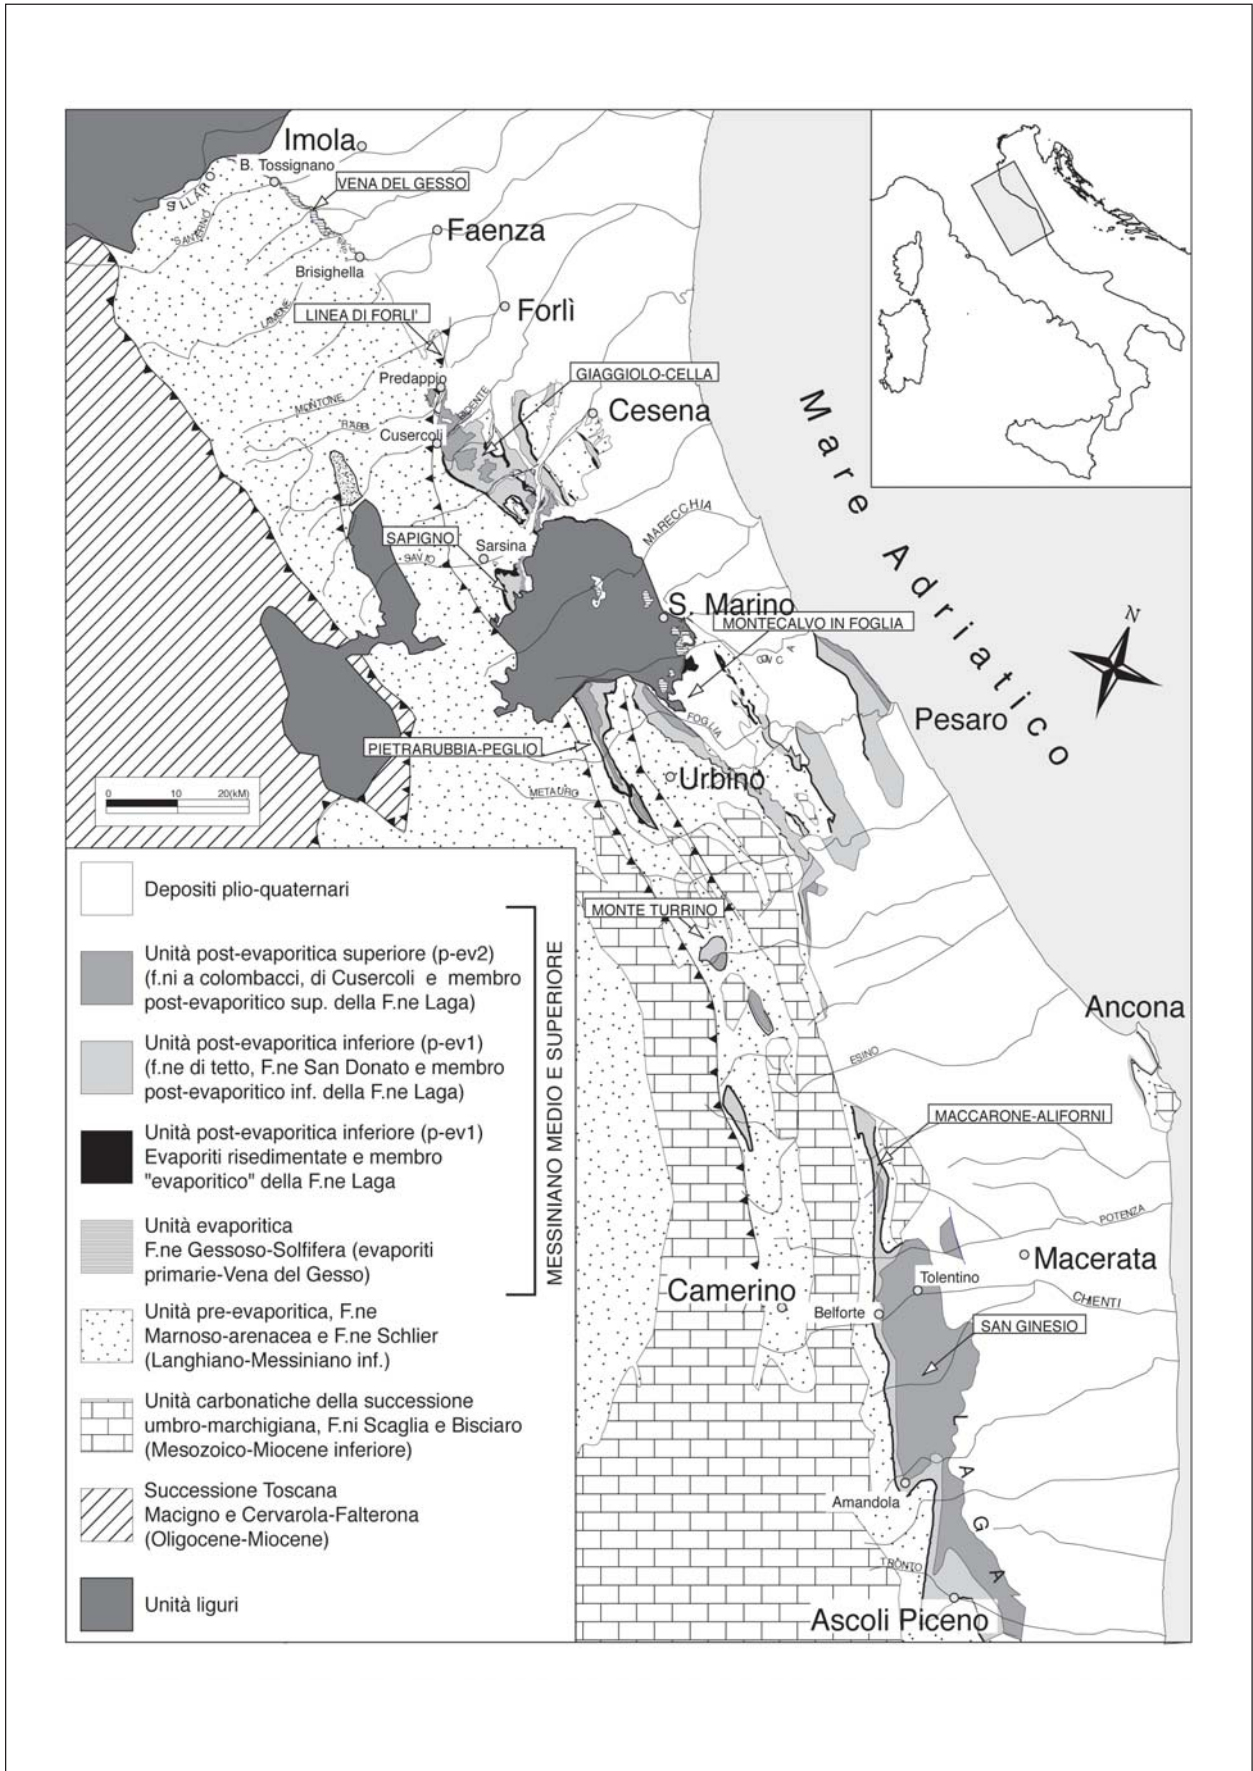 Imola
B. Tossignano
VENA DEL GESSO
SILLARO
SANTERNO
Faenza
Brisighella
LAMONE
Forlì
LINEA DI FORLI'
Predappio
GIAGGIOLO-CELLA
MONTONE
Cesena
RABBI
Cusercoli
MARECCHIA
SAPIGNO
Sarsina
SAVIO
S. Marino
MONTECALVO IN FOGLIA
Mare Adriatico
N
FOGLIA
Pesaro
PIETRARUBBIA-PEGLIO
Urbino
METAURO
0 10 20(kM)
MONTE TURRINO
Ancona
ESINO
MACCARONE-ALIFORNI
POTENZA
Macerata
Tolentino
Camerino
CHIENTI
Belforte
SAN GINESIO
LAGA
Amandola
TRONTO
Ascoli Piceno
Depositi plio-quaternari
Unità post-evaporitica superiore (p-ev2)
(f.ni a colombacci, di Cusercoli e membro
post-evaporitico sup. della F.ne Laga)
Unità post-evaporitica inferiore (p-ev1)
(f.ne di tetto, F.ne San Donato e membro
post-evaporitico inf. della F.ne Laga)
Unità post-evaporitica inferiore (p-ev1)
Evaporiti risedimentate e membro
"evaporitico" della F.ne Laga
Unità evaporitica
F.ne Gessoso-Solfifera (evaporiti
primarie-Vena del Gesso)
MESSINIANO MEDIO E SUPERIORE
Unità pre-evaporitica, F.ne
Marnoso-arenacea e F.ne Schlier
(Langhiano-Messiniano inf.)
Unità carbonatiche della successione
umbro-marchigiana, F.ni Scaglia e Bisciaro
(Mesozoico-Miocene inferiore)
Successione Toscana
Macigno e Cervarola-Falterona
(Oligocene-Miocene)
Unità liguri